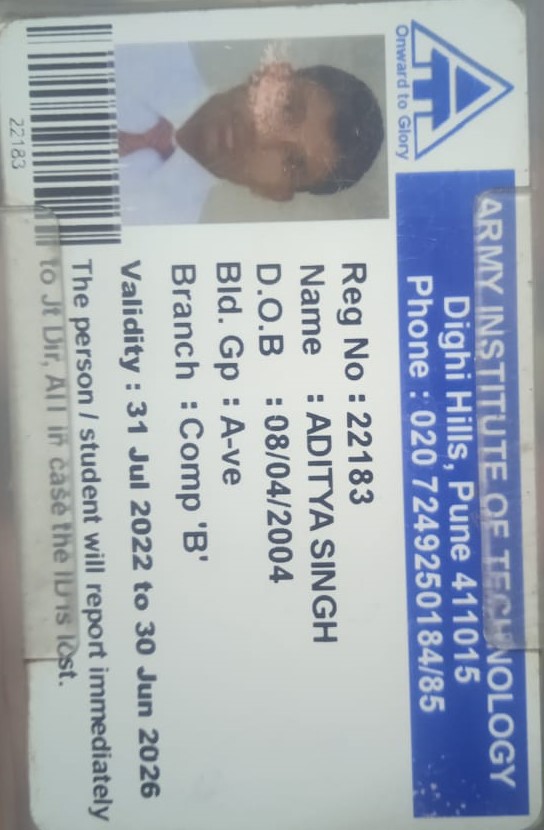 Onward to Glory
ARMY INSTITUTE OF TECHNOLOGY
Dighi Hills, Pune 411015
Phone : 020 7249250184/85
Reg No : 22183
Name : ADITYA SINGH
D.O.B : 08/04/2004
Bld. Gp : A-ve
Branch : Comp 'B'
Validity : 31 Jul 2022 to 30 Jun 2026
The person / student will report immediately
to Jt Dir, AIT in case the ID is lost.
22183